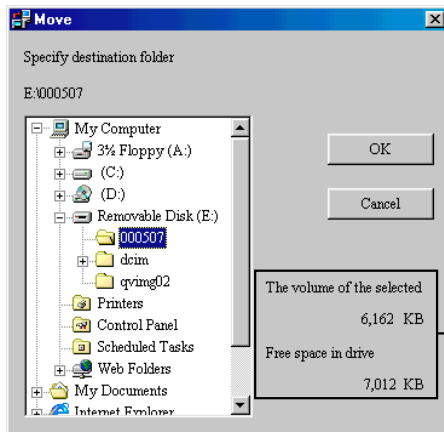 Move
Specify destination folder
E:\000507
My Computer
3½ Floppy (A:)
(C:)
(D:)
Removable Disk (E:)
000507
dcim
qvimg02
Printers
Control Panel
Scheduled Tasks
Web Folders
My Documents
Internet Explorer
OK
Cancel
The volume of the selected
6,162 KB
Free space in drive
7,012 KB